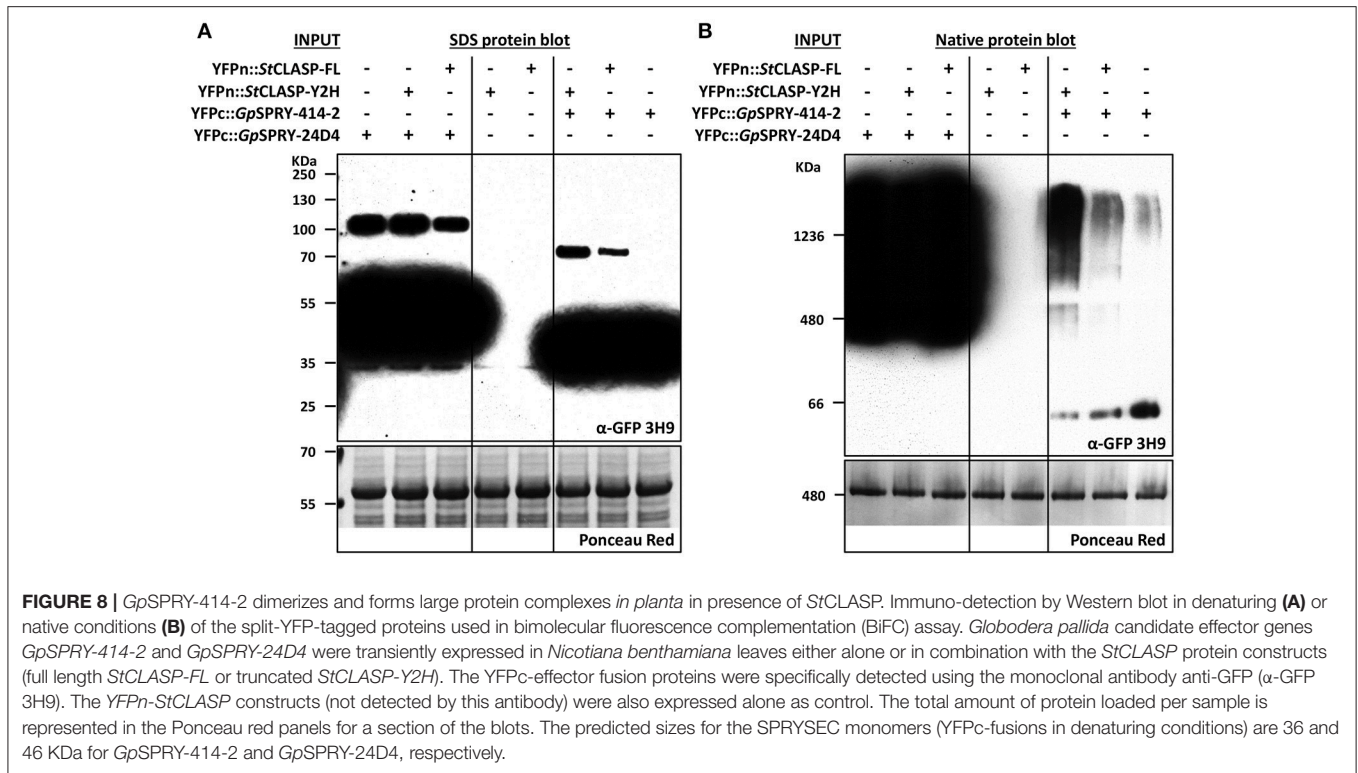 A
INPUT SDS protein blot
YFPn::StCLASP-FL - - + - + - + -
YFPn::StCLASP-Y2H - + - + - + - -
YFPc::GpSPRY-414-2 - - - - - + + +
YFPc::GpSPRY-24D4 + + + - - - - -
KDa
250
130
100
70
55
35
25
α-GFP 3H9
70
55
Ponceau Red
B
INPUT Native protein blot
YFPn::StCLASP-FL - - + - + - + -
YFPn::StCLASP-Y2H - + - + - + - -
YFPc::GpSPRY-414-2 - - - - - + + +
YFPc::GpSPRY-24D4 + + + - - - - -
KDa
1236
480
66
α-GFP 3H9
480
Ponceau Red
FIGURE 8 | GpSPRY-414-2 dimerizes and forms large protein complexes in planta in presence of StCLASP. Immuno-detection by Western blot in denaturing (A) or
native conditions (B) of the split-YFP-tagged proteins used in bimolecular fluorescence complementation (BiFC) assay. Globodera pallida candidate effector genes
GpSPRY-414-2 and GpSPRY-24D4 were transiently expressed in Nicotiana benthamiana leaves either alone or in combination with the StCLASP protein constructs
(full length StCLASP-FL or truncated StCLASP-Y2H). The YFPc-effector fusion proteins were specifically detected using the monoclonal antibody anti-GFP (α-GFP
3H9). The YFPn-StCLASP constructs (not detected by this antibody) were also expressed alone as control. The total amount of protein loaded per sample is
represented in the Ponceau red panels for a section of the blots. The predicted sizes for the SPRYSEC monomers (YFPc-fusions in denaturing conditions) are 36 and
46 KDa for GpSPRY-414-2 and GpSPRY-24D4, respectively.